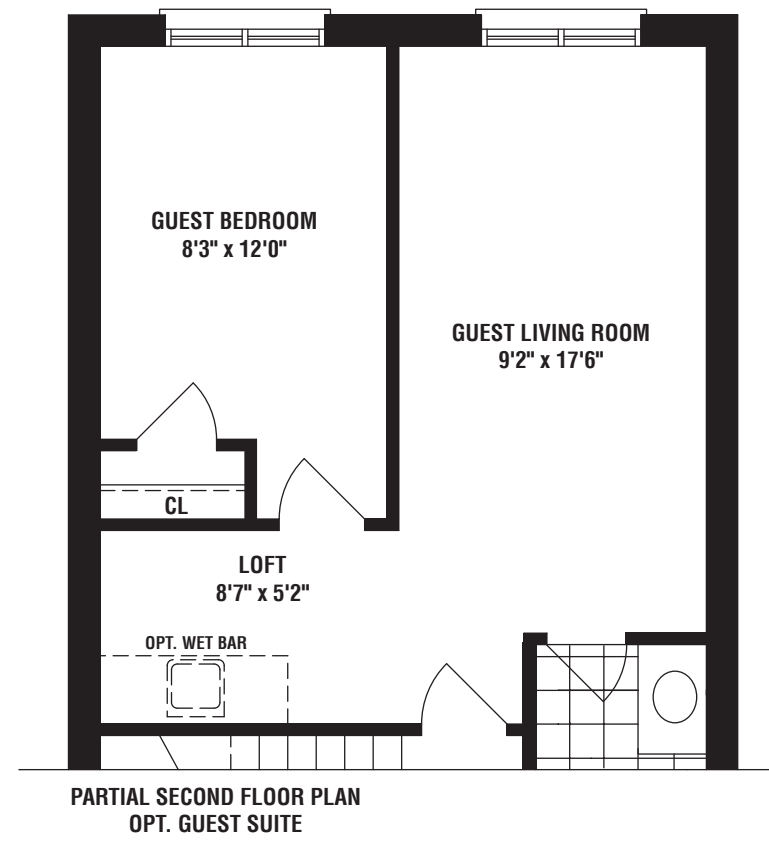 GUEST BEDROOM
8'3" x 12'0"
GUEST LIVING ROOM
9'2" x 17'6"
CL
LOFT
8'7" x 5'2"
OPT. WET BAR
PARTIAL SECOND FLOOR PLAN
OPT. GUEST SUITE